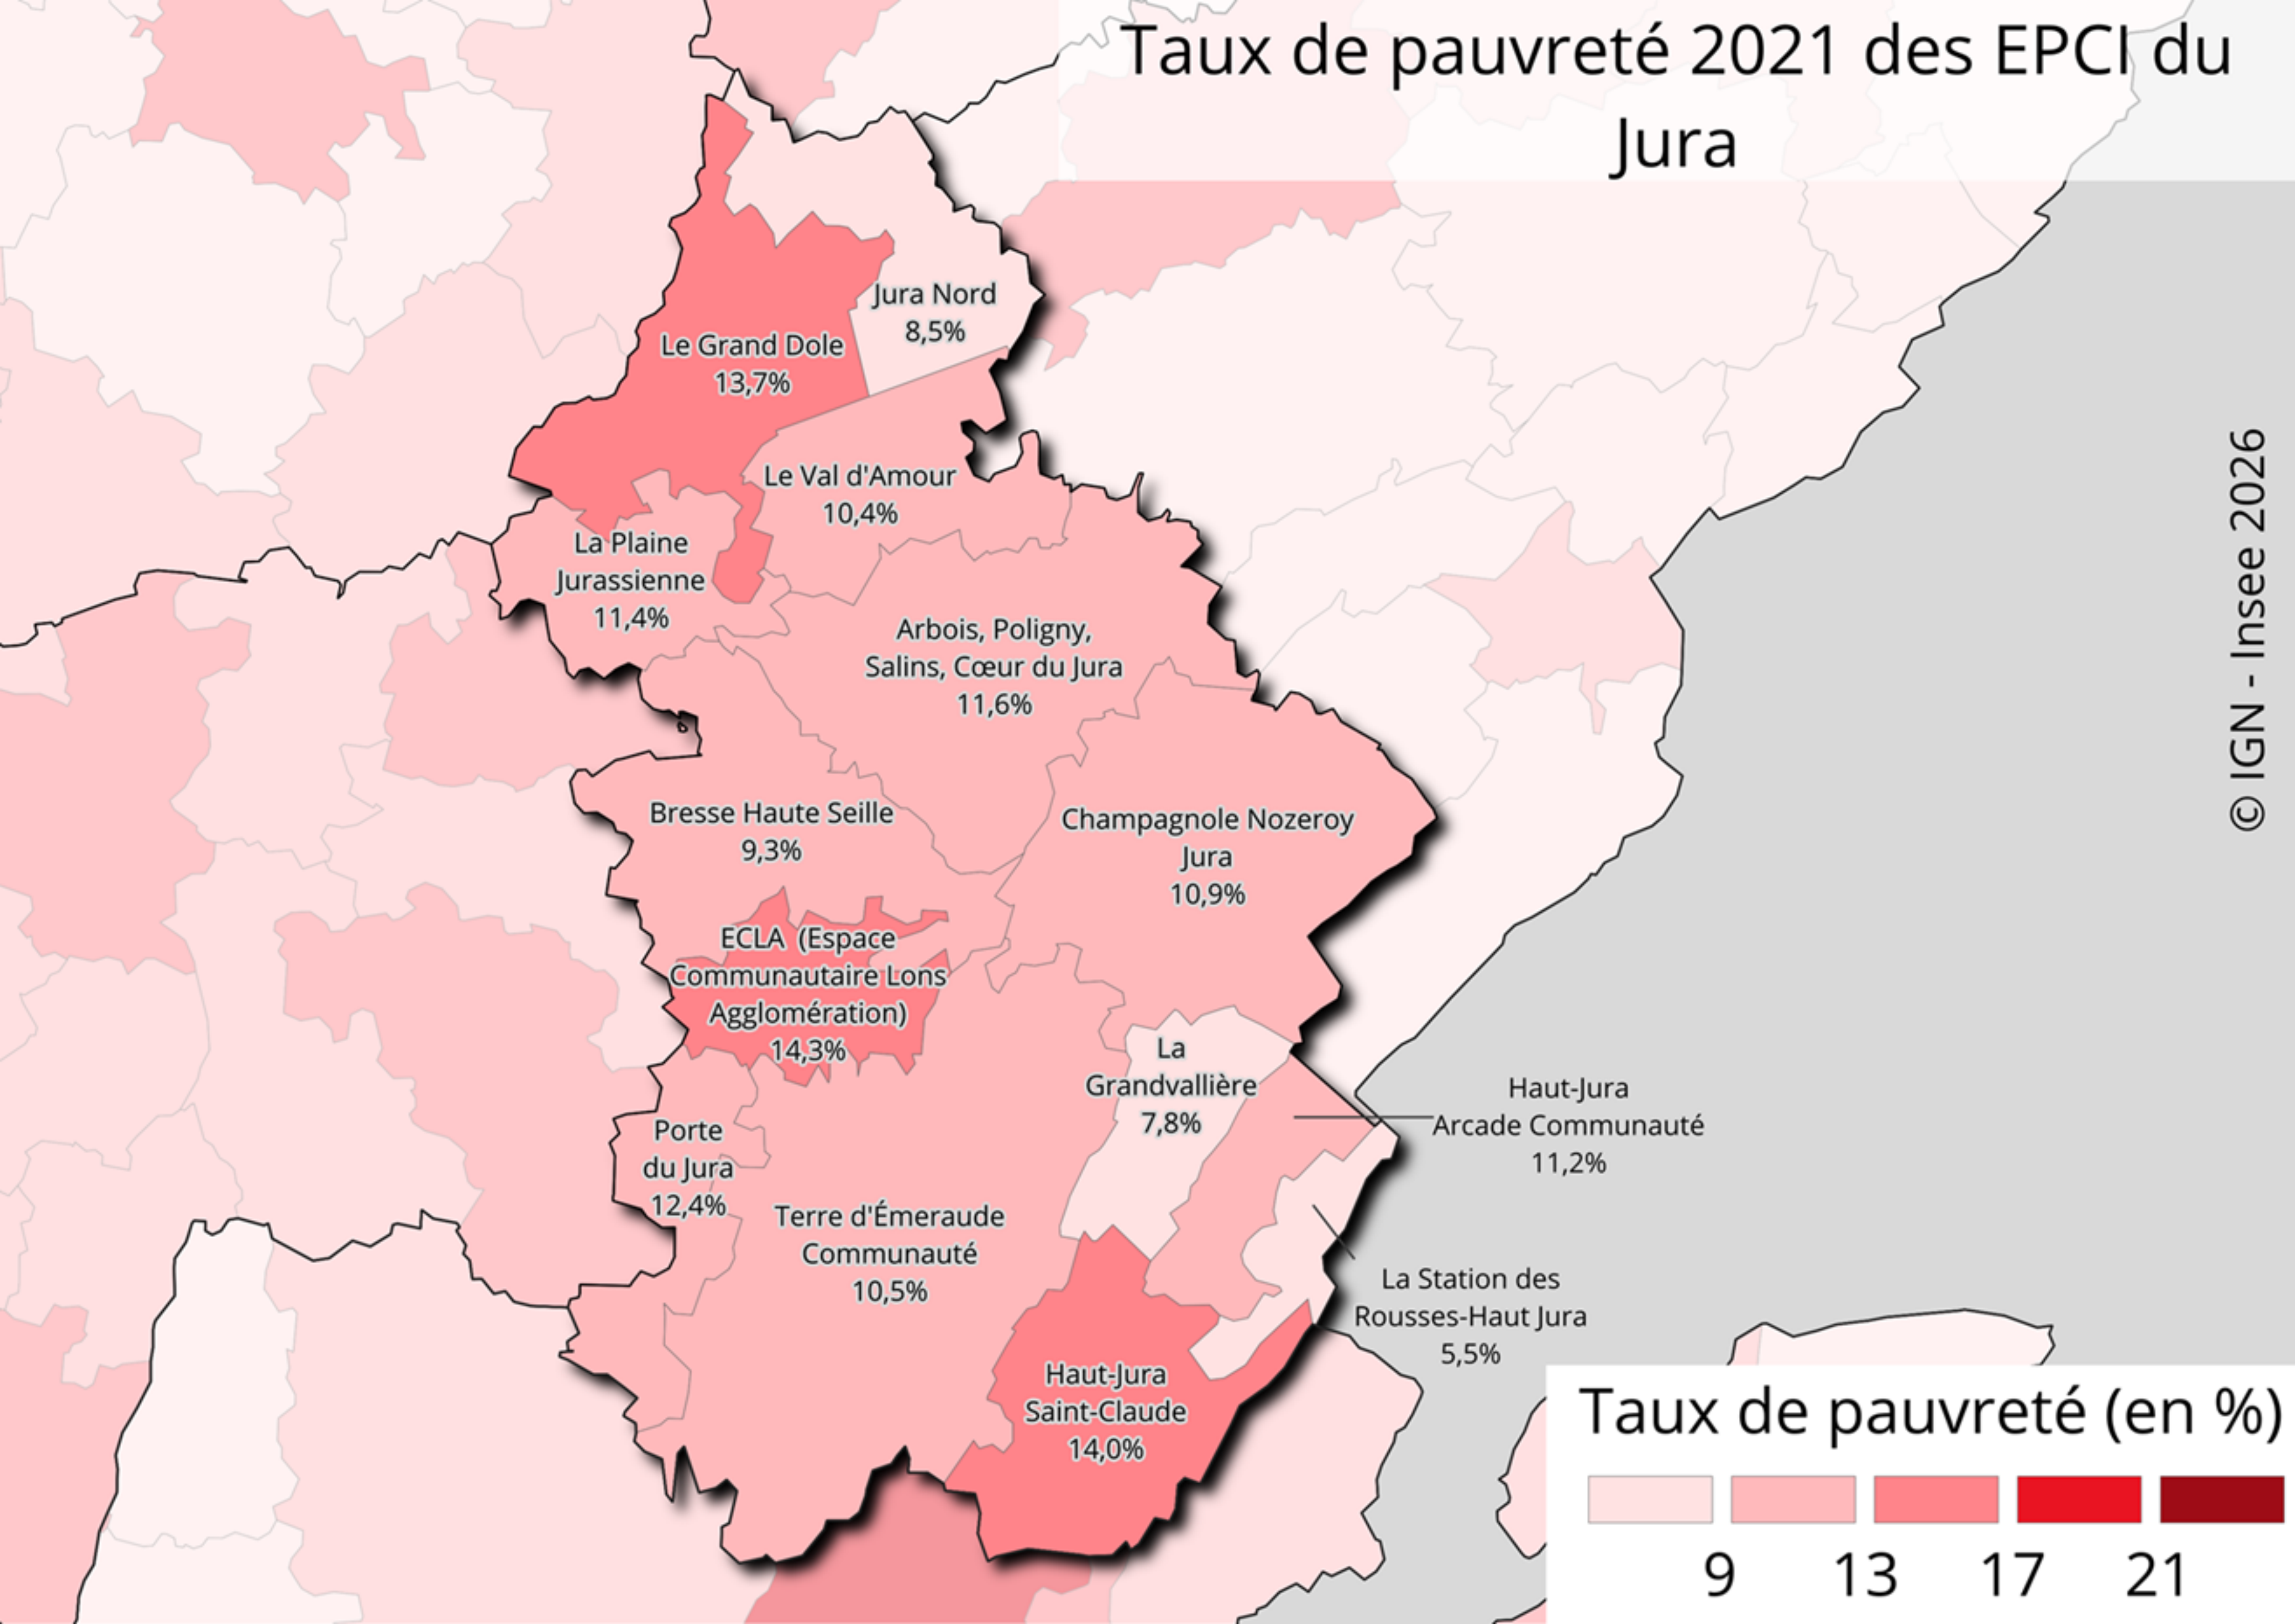 Taux de pauvreté 2021 des EPCI du
Jura
Jura Nord
8,5%
Le Grand Dole
13,7%
Le Val d'Amour
10,4%
La Plaine
Jurassienne
11,4%
Arbois, Poligny,
Salins, Cœur du Jura
11,6%
Bresse Haute Seille
9,3%
Champagnole Nozeroy
Jura
10,9%
ECLA (Espace
Communautaire Lons
Agglomération)
14,3%
La
Grandvallière
7,8%
Haut-Jura
Arcade Communauté
11,2%
Porte
du Jura
12,4%
Terre d'Émeraude
Communauté
10,5%
La Station des
Rousses-Haut Jura
5,5%
Haut-Jura
Saint-Claude
14,0%
© IGN - Insee 2026
Taux de pauvreté (en %)
9 13 17 21